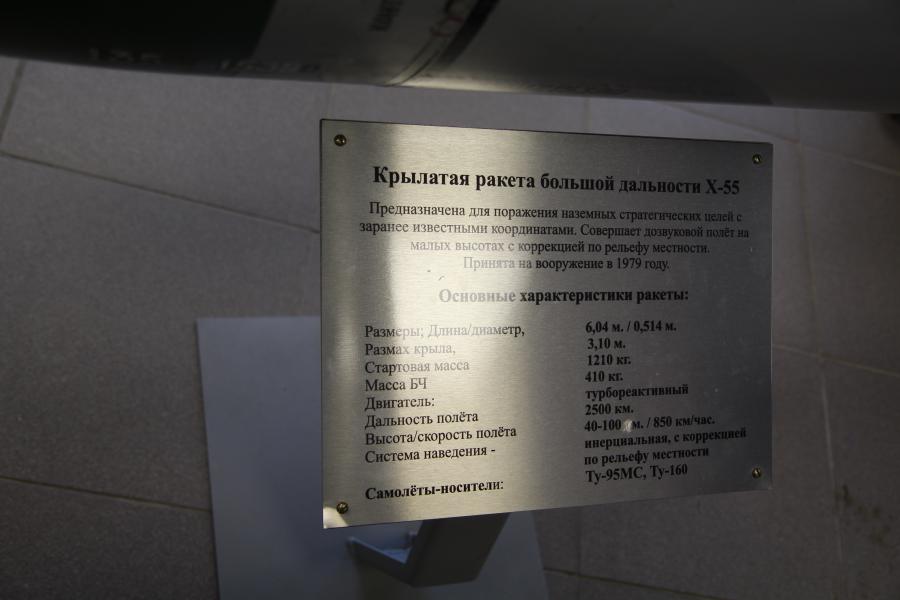 Крылатая ракета большой дальности Х-55
Предназначена для поражения наземных стратегических целей с
заранее известными координатами. Совершает дозвуковой полёт на
малых высотах с коррекцией по рельефу местности.
Принята на вооружение в 1979 году.
Основные характеристики ракеты:
Размеры; Длина/диаметр, 6,04 м. / 0,514 м.
Размах крыла, 3,10 м.
Стартовая масса 1210 кг.
Масса БЧ 410 кг.
Двигатель: турбореактивный
Дальность полёта 2500 км.
Высота/скорость полёта 40-100 м. / 850 км/час.
Система наведения - инерциальная, с коррекцией
по рельефу местности
Самолёты-носители: Ту-95МС, Ту-160